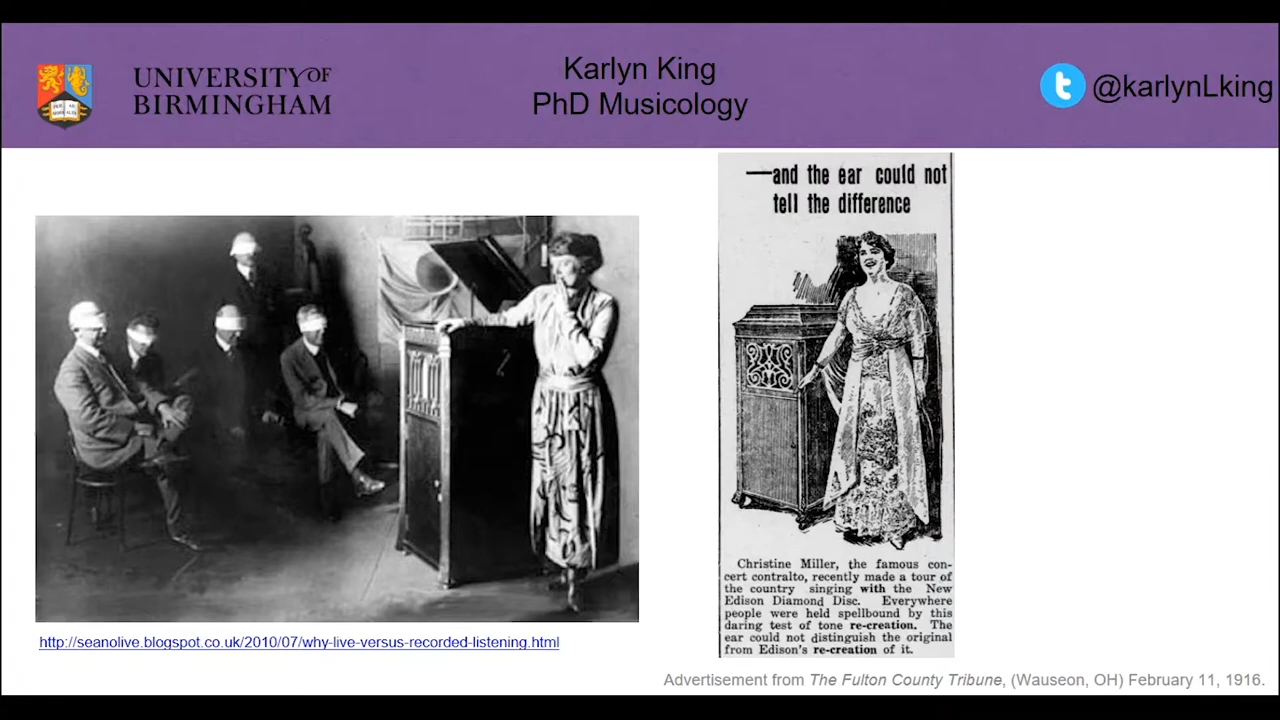 UNIVERSITY OF
BIRMINGHAM
Karlyn King
PhD Musicology
@karlynLking
—and the ear could not
tell the difference
Christine Miller, the famous con-
cert contralto, recently made a tour of
the country singing with the New
Edison Diamond Disc. Everywhere
people were held spellbound by this
daring test of tone re-creation. The
ear could not distinguish the original
from Edison's re-creation of it.
http://seanolive.blogspot.co.uk/2010/07/why-live-versus-recorded-listening.html
Advertisement from The Fulton County Tribune, (Wauseon, OH) February 11, 1916.